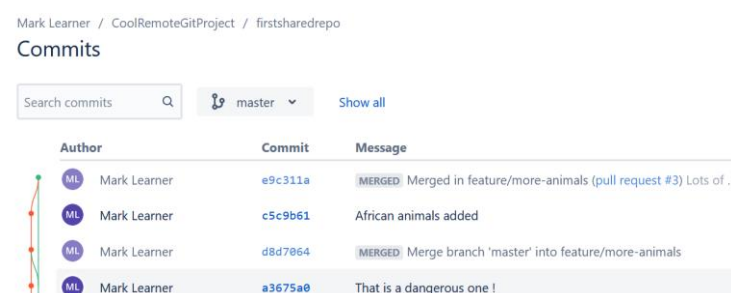 Mark Learner / CoolRemoteGitProject / firstsharedrepo
Commits
Search commits master Show all
Author Commit Message
ML Mark Learner e9c311a MERGED Merged in feature/more-animals (pull request #3) Lots of .
ML Mark Learner c5c9b61 African animals added
ML Mark Learner d8d7064 MERGED Merge branch 'master' into feature/more-animals
ML Mark Learner a3675a0 That is a dangerous one !